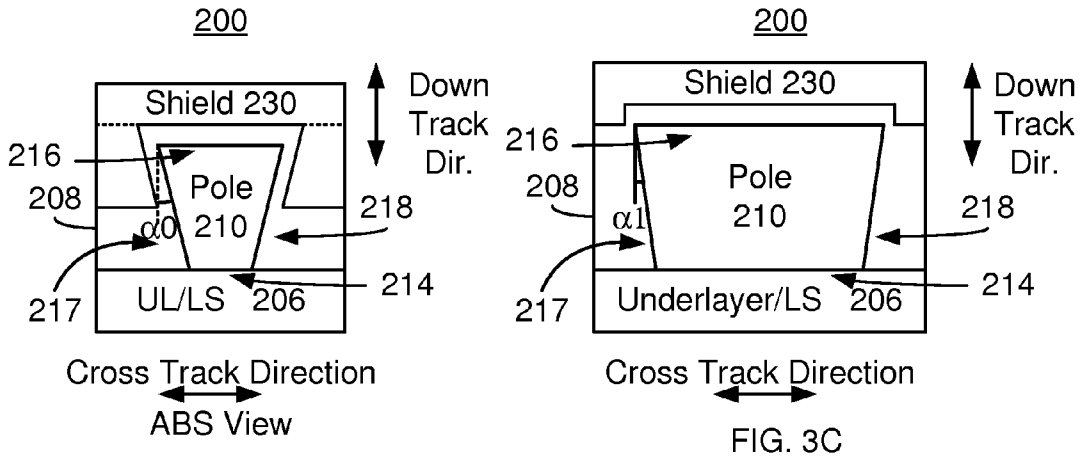 200
Shield 230
Down
Track
Dir.
216
208
Pole
210
α0
218
217
214
UL/LS 206
Cross Track Direction
ABS View
200
Shield 230
Down
Track
Dir.
216
208
Pole
210
α1
218
217
214
Underlayer/LS 206
Cross Track Direction
FIG. 3C